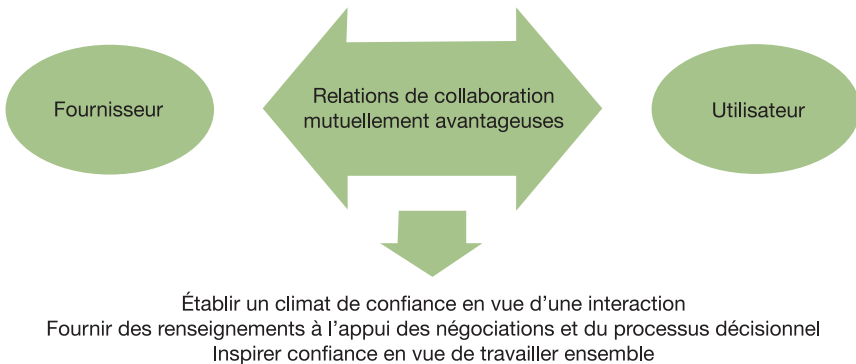 Fournisseur
Relations de collaboration
mutuellement avantageuses
Utilisateur
Établir un climat de confiance en vue d’une interaction
Fournir des renseignements à l’appui des négociations et du processus décisionnel
Inspirer confiance en vue de travailler ensemble